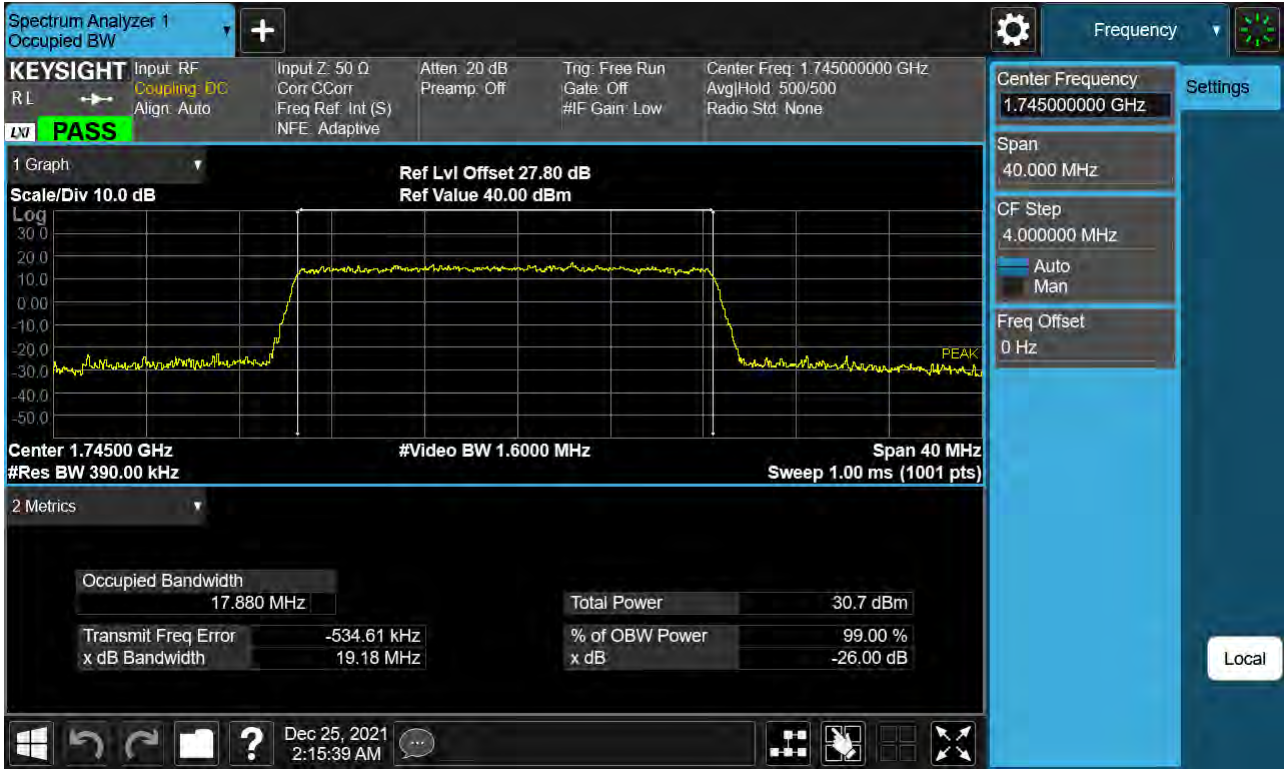 Spectrum Analyzer 1
Occupied BW
+
Frequency
KEYSIGHT
R L
LXI PASS
Input: RF
Coupling: DC
Align: Auto
Input Z: 50 Ω
Corr CCorr
Freq Ref: Int (S)
NFE: Adaptive
Atten: 20 dB
Preamp: Off
Trig: Free Run
Gate: Off
#IF Gain: Low
Center Freq: 1.745000000 GHz
Avg|Hold: 500/500
Radio Std: None
Center Frequency
1.745000000 GHz
Settings
Span
40.000 MHz
CF Step
4.000000 MHz
Auto
Man
Freq Offset
0 Hz
1 Graph
Scale/Div 10.0 dB
Ref Lvl Offset 27.80 dB
Ref Value 40.00 dBm
Log
30.0
20.0
10.0
0.00
-10.0
-20.0
-30.0
-40.0
-50.0
PEAK
Center 1.74500 GHz
#Video BW 1.6000 MHz
Span 40 MHz
#Res BW 390.00 kHz
Sweep 1.00 ms (1001 pts)
2 Metrics
Occupied Bandwidth
17.880 MHz
Total Power 30.7 dBm
Transmit Freq Error -534.61 kHz
% of OBW Power 99.00 %
x dB Bandwidth 19.18 MHz
x dB -26.00 dB
Local
?
Dec 25, 2021
2:15:39 AM